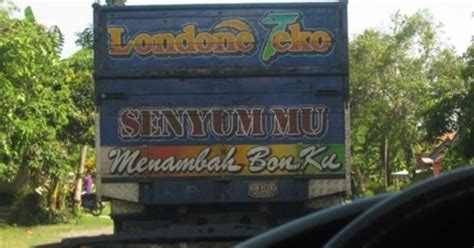 Londone Teko
SENYUM MU
Menambah Bon Ku